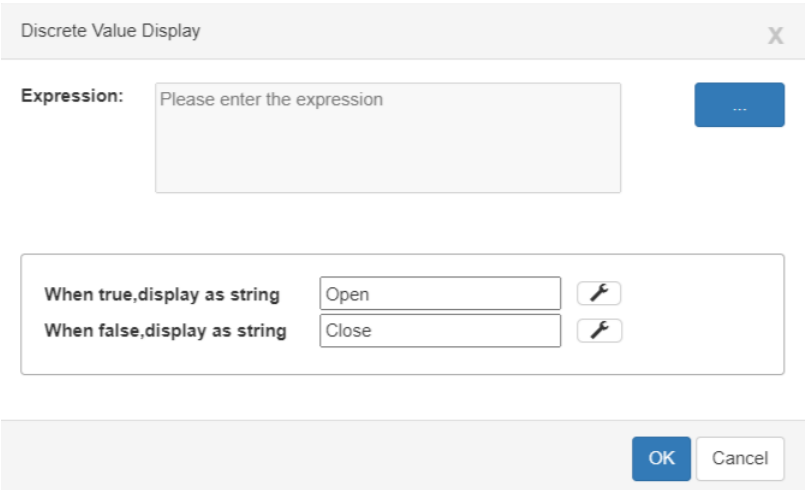 Discrete Value Display
X
Expression:
Please enter the expression
...
When true,display as string
Open
When false,display as string
Close
OK
Cancel